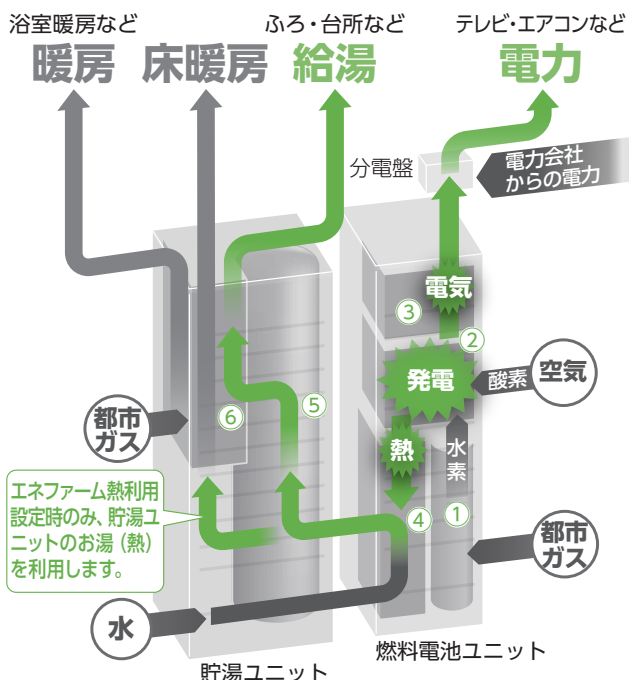 浴室暖房など
ふろ・台所など
テレビ・エアコンなど
暖房
床暖房
給湯
電力
分電盤
電力会社
からの電力
電気
③
②
発電
酸素
空気
都市
ガス
⑥
⑤
熱
水素
エネファーム熱利用
設定時のみ、貯湯ユ
ニットのお湯（熱）
を利用します。
④
①
都市
ガス
水
燃料電池ユニット
貯湯ユニット